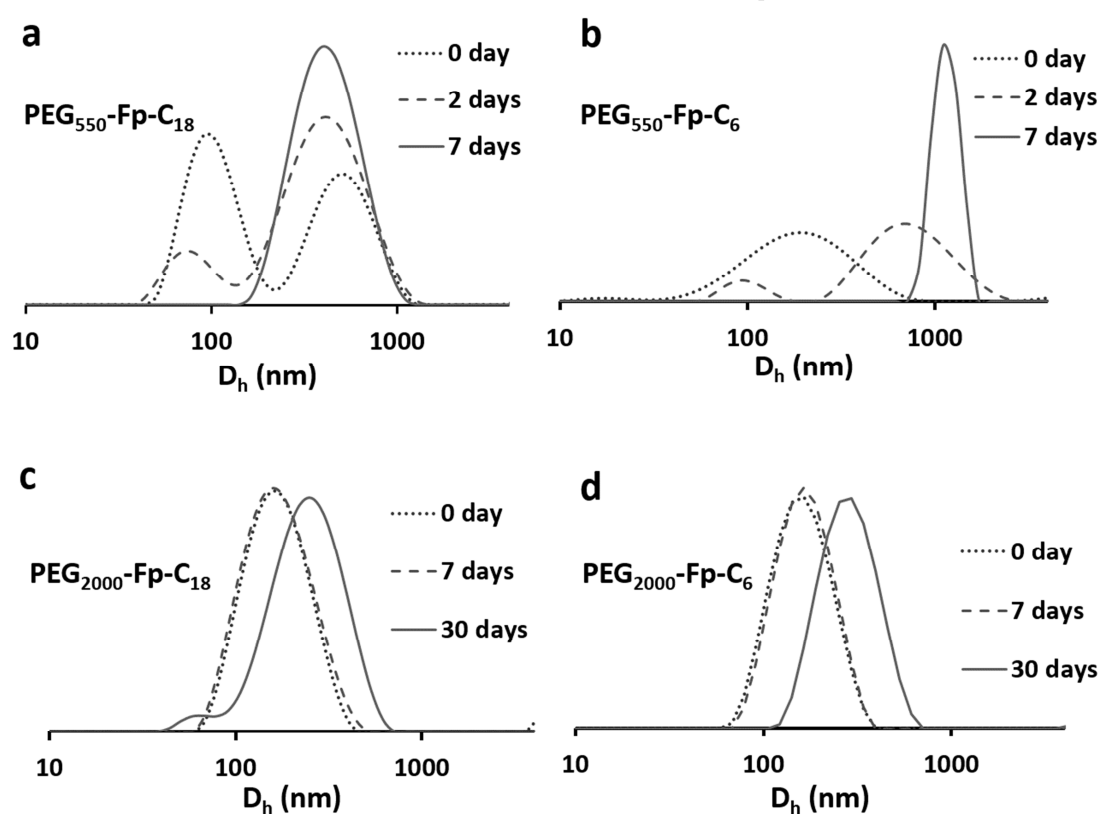 a
0 day
2 days
7 days
PEG550-Fp-C18
10 100 1000
Dh (nm)
b
0 day
2 days
7 days
PEG550-Fp-C6
10 100 1000
Dh (nm)
c
0 day
7 days
30 days
PEG2000-Fp-C18
10 100 1000
Dh (nm)
d
0 day
7 days
30 days
PEG2000-Fp-C6
10 100 1000
Dh (nm)